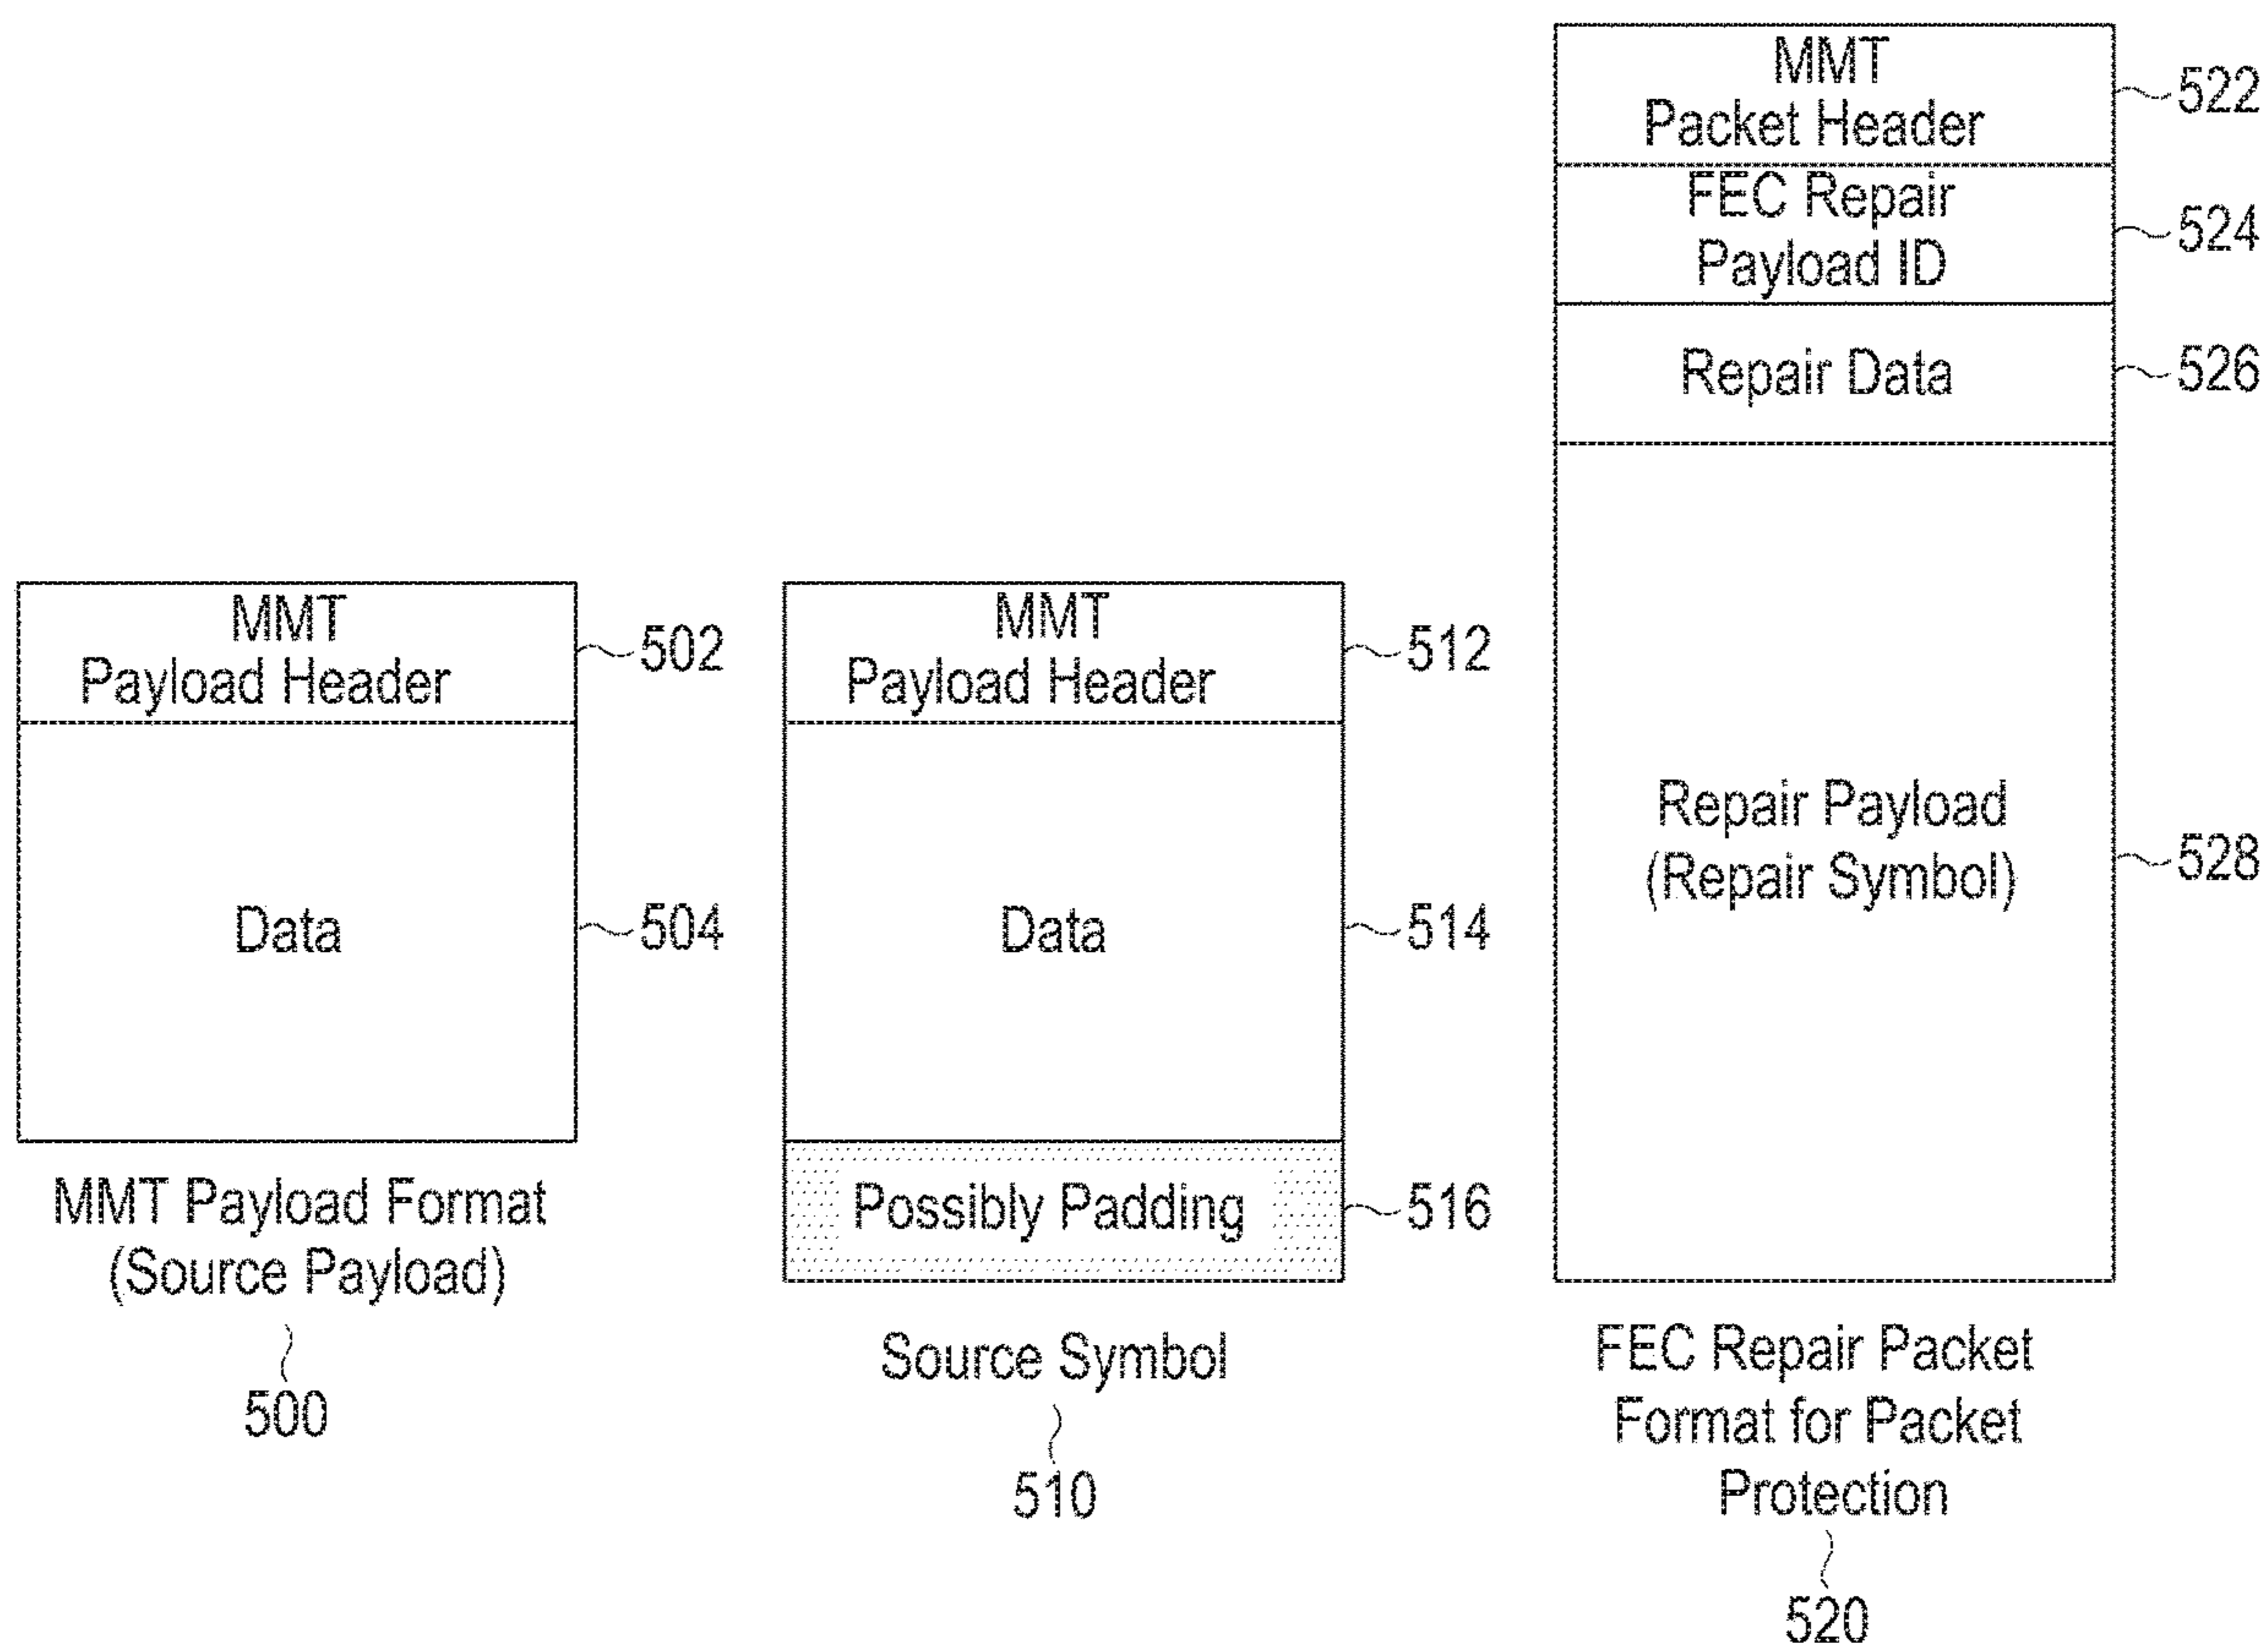 MMT
Payload Header
502
Data
504
MMT Payload Format
(Source Payload)
500
MMT
Payload Header
512
Data
514
Possibly Padding
516
Source Symbol
510
MMT
Packet Header
522
FEC Repair
Payload ID
524
Repair Data
526
Repair Payload
(Repair Symbol)
528
FEC Repair Packet
Format for Packet
Protection
520